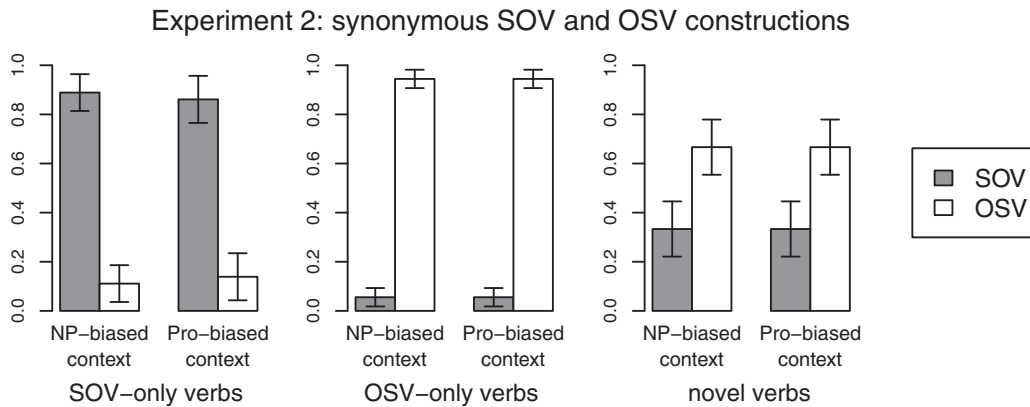 Experiment 2: synonymous SOV and OSV constructions
0.0 0.2 0.4 0.6 0.8 1.0
NP−biased context
Pro−biased context
SOV−only verbs
0.0 0.2 0.4 0.6 0.8 1.0
NP−biased context
Pro−biased context
OSV−only verbs
0.0 0.2 0.4 0.6 0.8 1.0
NP−biased context
Pro−biased context
novel verbs
SOV
OSV